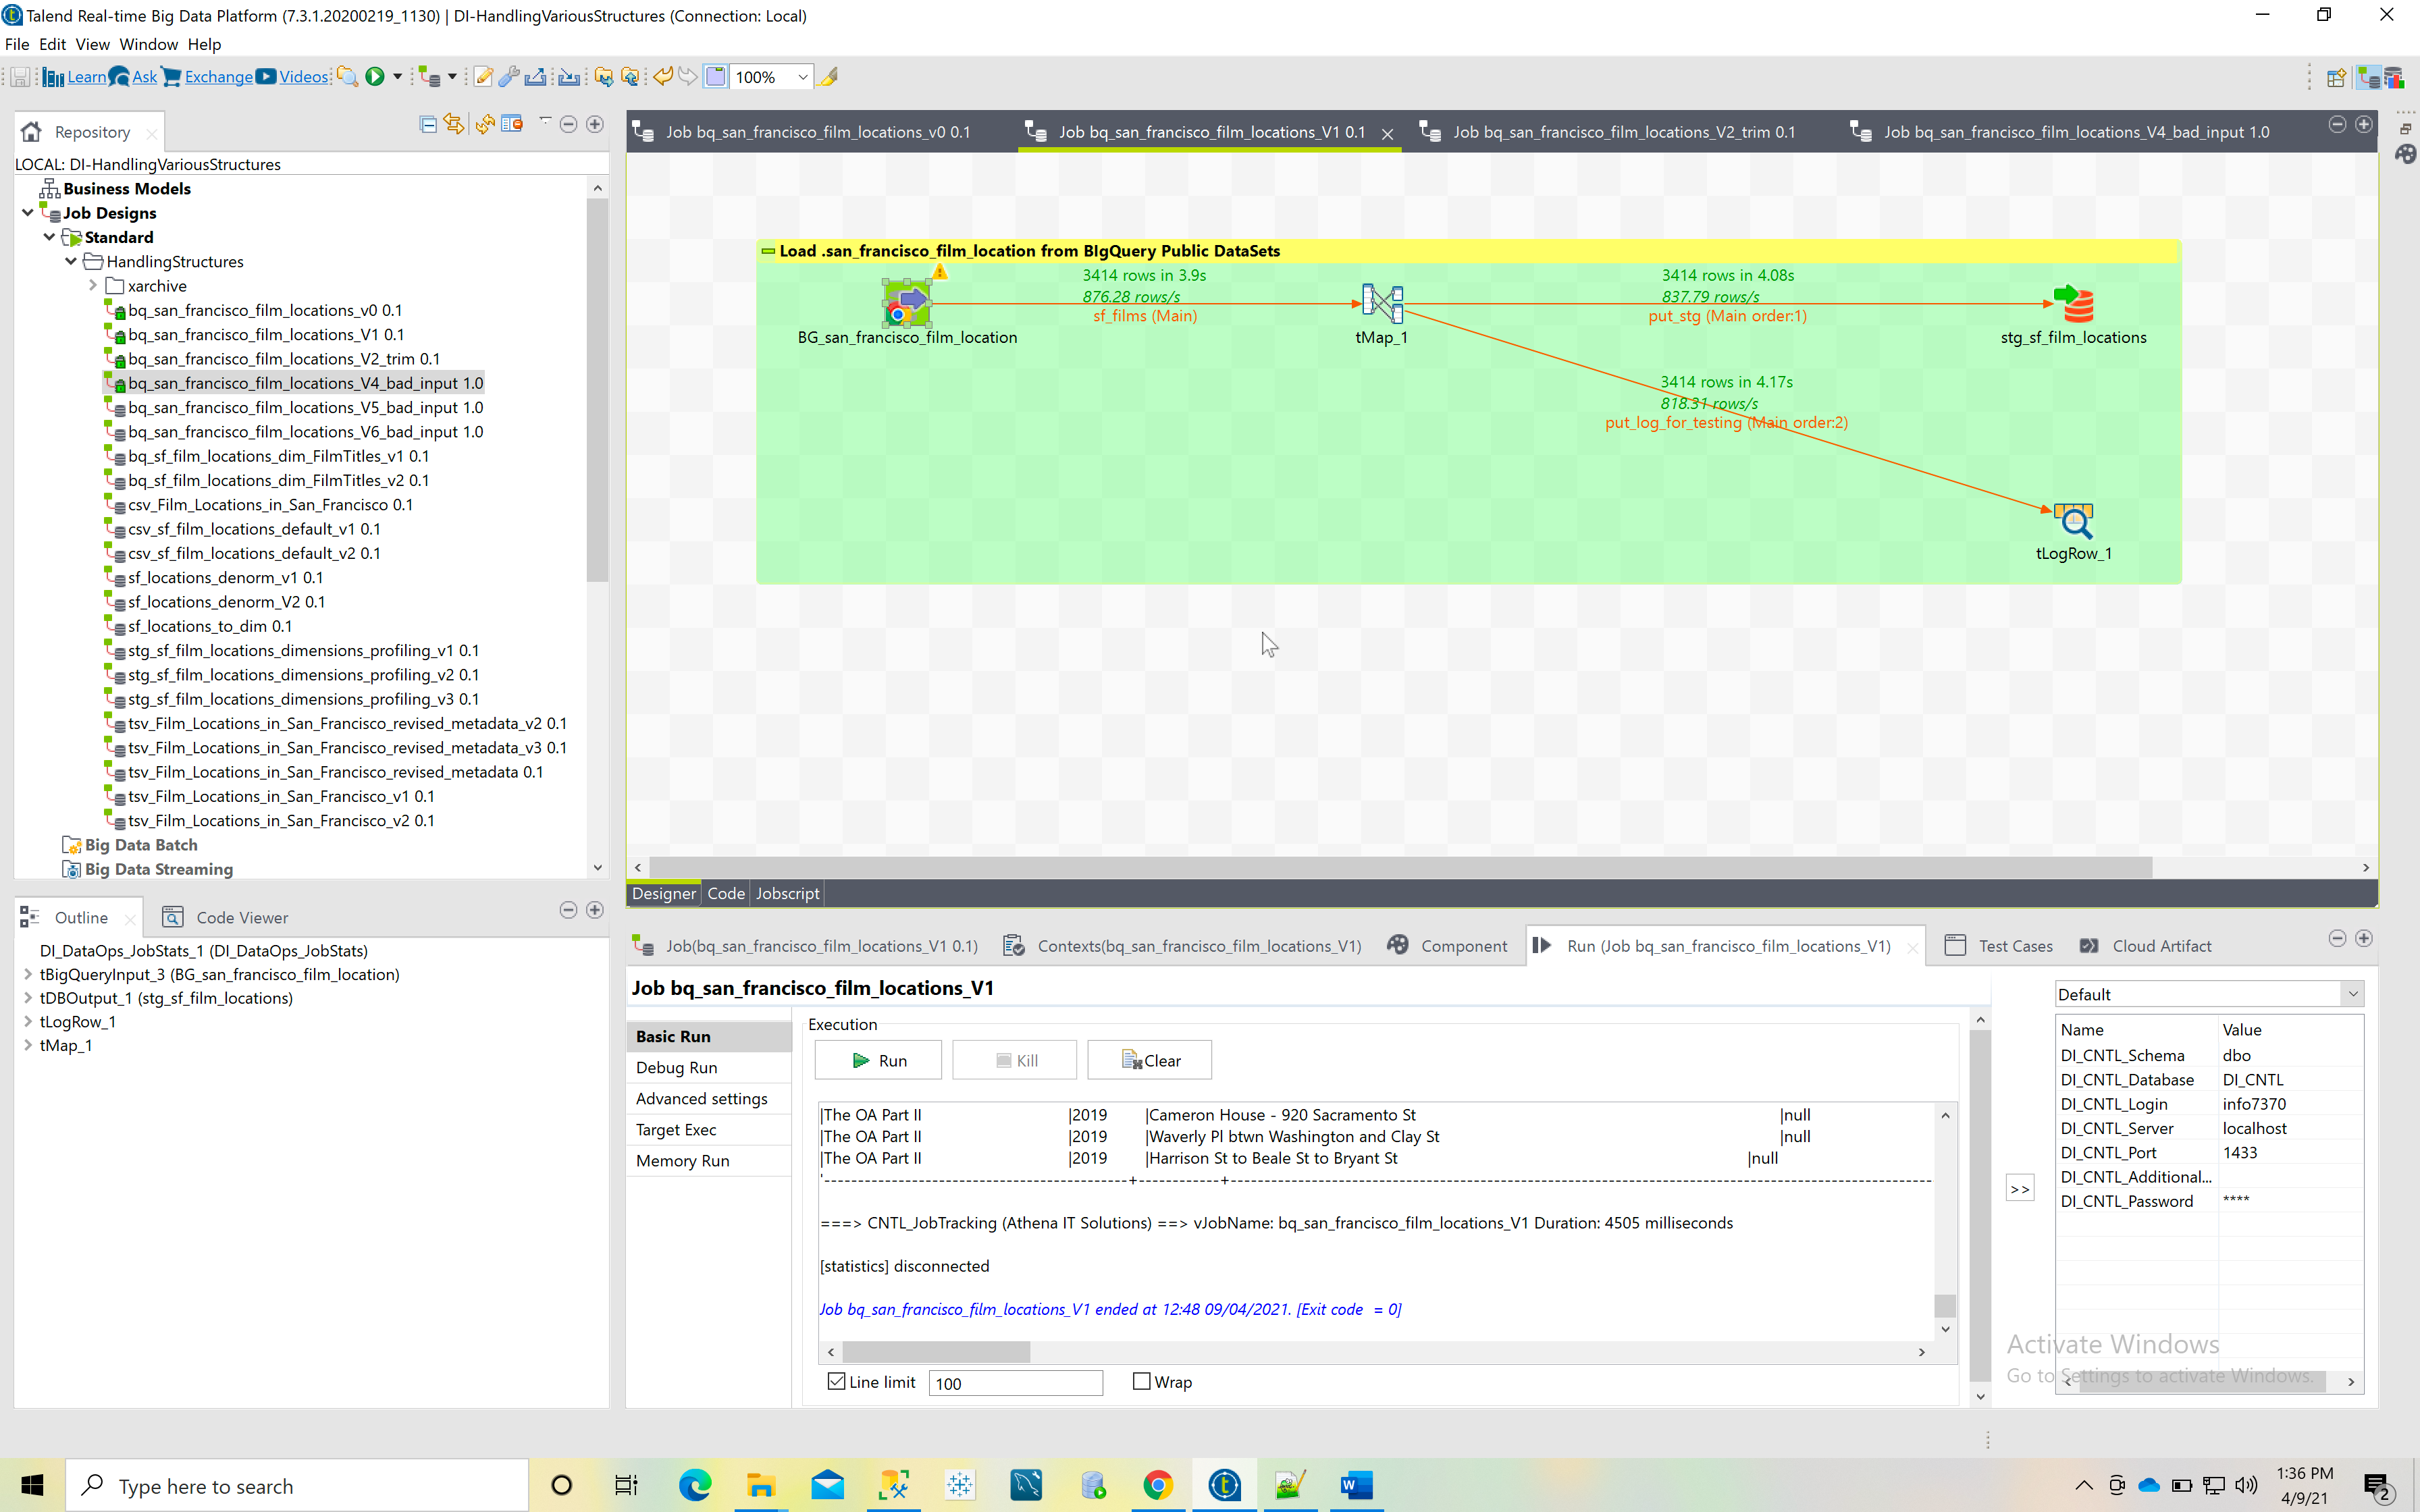 Talend Real-time Big Data Platform (7.3.1.20200219_1130) | DI-HandlingVariousStructures (Connection: Local)
File Edit View Window Help
Learn Ask Exchange Videos 100%
Repository
LOCAL: DI-HandlingVariousStructures
Business Models
Job Designs
Standard
HandlingStructures
xarchive
bq_san_francisco_film_locations_v0 0.1
bq_san_francisco_film_locations_V1 0.1
bq_san_francisco_film_locations_V2_trim 0.1
bq_san_francisco_film_locations_V4_bad_input 1.0
bq_san_francisco_film_locations_V5_bad_input 1.0
bq_san_francisco_film_locations_V6_bad_input 1.0
bq_sf_film_locations_dim_FilmTitles_v1 0.1
bq_sf_film_locations_dim_FilmTitles_v2 0.1
csv_Film_Locations_in_San_Francisco 0.1
csv_sf_film_locations_default_v1 0.1
csv_sf_film_locations_default_v2 0.1
sf_locations_denorm_v1 0.1
sf_locations_denorm_V2 0.1
sf_locations_to_dim 0.1
stg_sf_film_locations_dimensions_profiling_v1 0.1
stg_sf_film_locations_dimensions_profiling_v2 0.1
stg_sf_film_locations_dimensions_profiling_v3 0.1
tsv_Film_Locations_in_San_Francisco_revised_metadata_v2 0.1
tsv_Film_Locations_in_San_Francisco_revised_metadata_v3 0.1
tsv_Film_Locations_in_San_Francisco_revised_metadata 0.1
tsv_Film_Locations_in_San_Francisco_v1 0.1
tsv_Film_Locations_in_San_Francisco_v2 0.1
Big Data Batch
Big Data Streaming
Outline Code Viewer
DI_DataOps_JobStats_1 (DI_DataOps_JobStats)
tBigQueryInput_3 (BG_san_francisco_film_location)
tDBOutput_1 (stg_sf_film_locations)
tLogRow_1
tMap_1
Job bq_san_francisco_film_locations_v0 0.1 Job bq_san_francisco_film_locations_V1 0.1 Job bq_san_francisco_film_locations_V2_trim 0.1 Job bq_san_francisco_film_locations_V4_bad_input 1.0
Load .san_francisco_film_location from BIgQuery Public DataSets
3414 rows in 3.9s
876.28 rows/s
sf_films (Main)
3414 rows in 4.08s
837.79 rows/s
put_stg (Main order:1)
BG_san_francisco_film_location
tMap_1
stg_sf_film_locations
3414 rows in 4.17s
818.31 rows/s
put_log_for_testing (Main order:2)
tLogRow_1
Designer Code Jobscript
Job(bq_san_francisco_film_locations_V1 0.1) Contexts(bq_san_francisco_film_locations_V1) Component Run (Job bq_san_francisco_film_locations_V1) Test Cases Cloud Artifact
Job bq_san_francisco_film_locations_V1
Basic Run
Debug Run
Advanced settings
Target Exec
Memory Run
Execution
Run Kill Clear
|The OA Part II |2019 |Cameron House - 920 Sacramento St |null
|The OA Part II |2019 |Waverly Pl btwn Washington and Clay St |null
|The OA Part II |2019 |Harrison St to Beale St to Bryant St |null
===> CNTL_JobTracking (Athena IT Solutions) ==> vJobName: bq_san_francisco_film_locations_V1 Duration: 4505 milliseconds
[statistics] disconnected
Job bq_san_francisco_film_locations_V1 ended at 12:48 09/04/2021. [Exit code = 0]
Line limit 100 Wrap
>>
Default
Name Value
DI_CNTL_Schema dbo
DI_CNTL_Database DI_CNTL
DI_CNTL_Login info7370
DI_CNTL_Server localhost
DI_CNTL_Port 1433
DI_CNTL_Additional...
DI_CNTL_Password ****
Activate Windows
Go to Settings to activate Windows.
Type here to search
1:36 PM
4/9/21
2